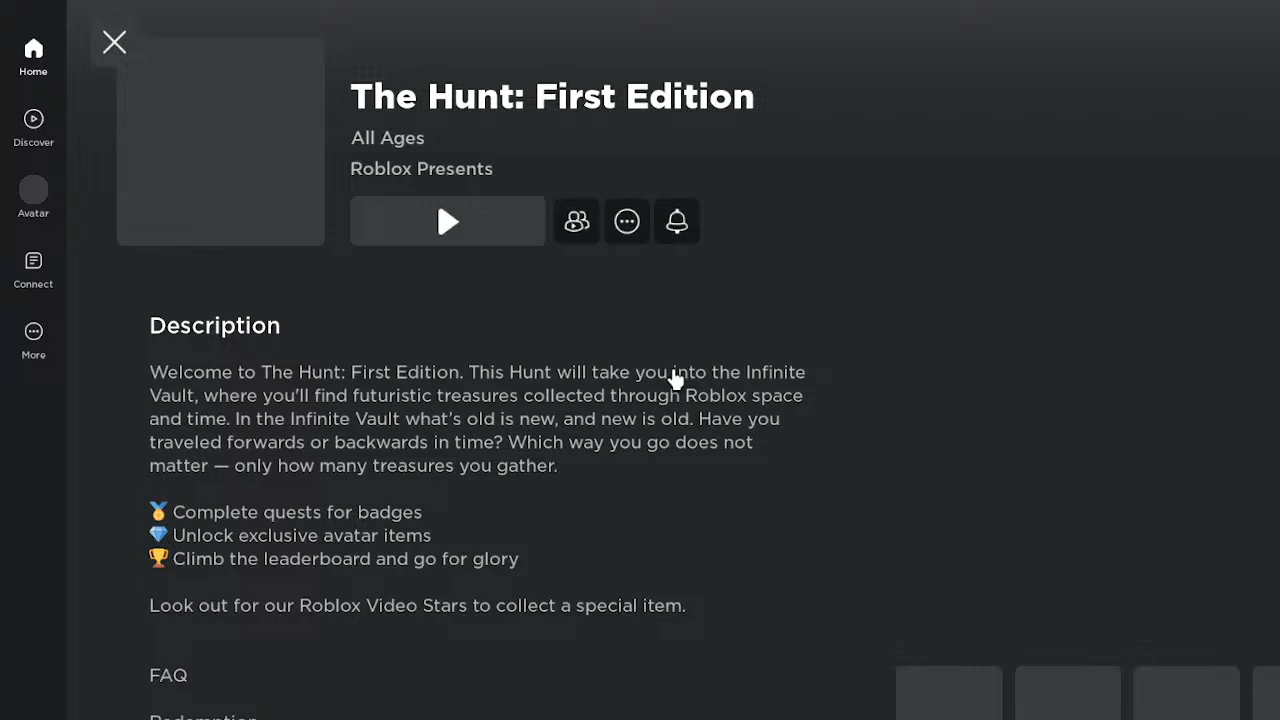 Home
Discover
Avatar
Connect
More
The Hunt: First Edition
All Ages
Roblox Presents
Description
Welcome to The Hunt: First Edition. This Hunt will take you into the Infinite
Vault, where you'll find futuristic treasures collected through Roblox space
and time. In the Infinite Vault what's old is new, and new is old. Have you
traveled forwards or backwards in time? Which way you go does not
matter — only how many treasures you gather.
🏅 Complete quests for badges
💎 Unlock exclusive avatar items
🏆 Climb the leaderboard and go for glory
Look out for our Roblox Video Stars to collect a special item.
FAQ
Redemption